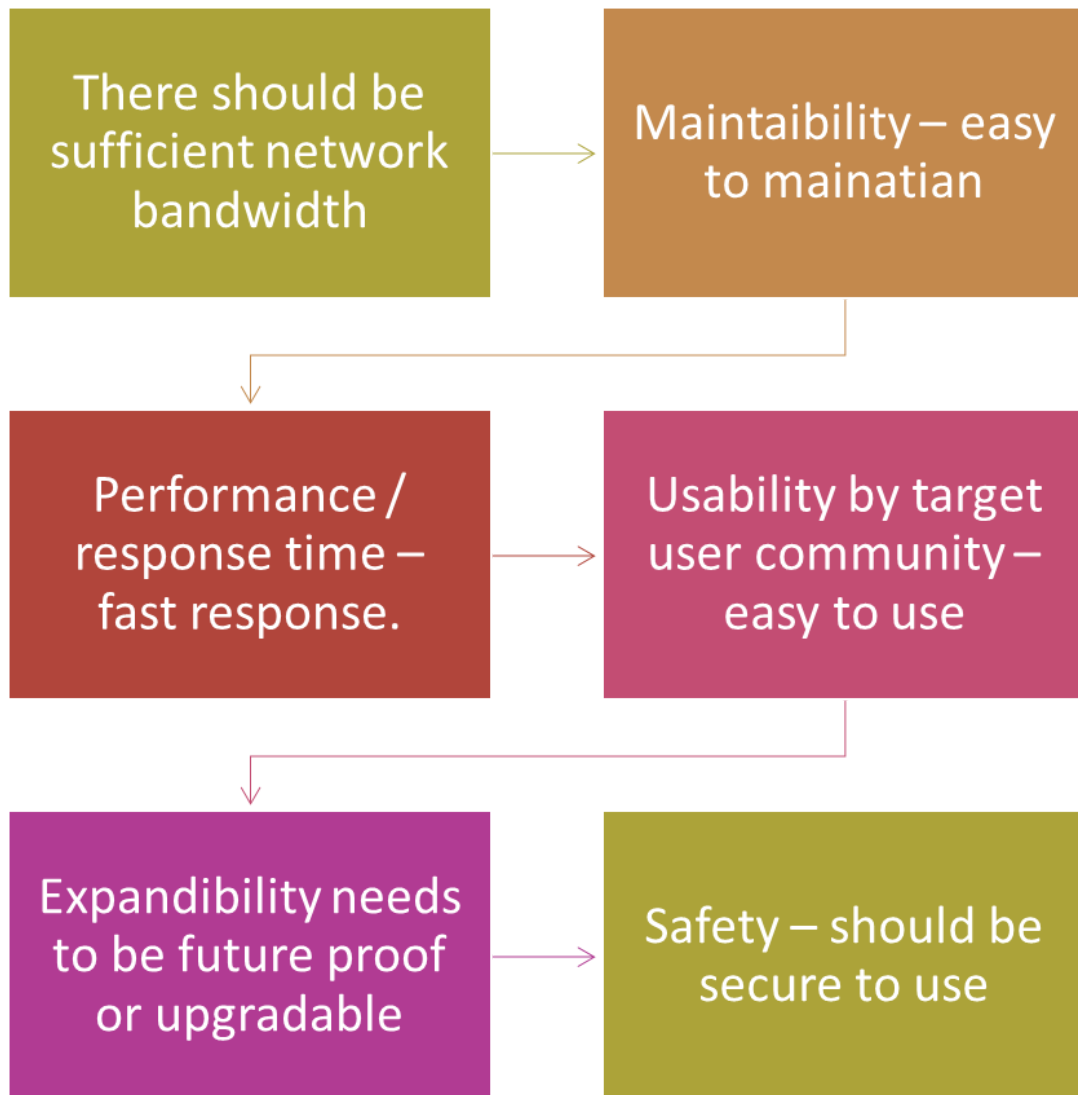 There should be
sufficient network
bandwidth
Maintaibility – easy
to mainatian
Performance /
response time –
fast response.
Usability by target
user community –
easy to use
Expandibility needs
to be future proof
or upgradable
Safety – should be
secure to use